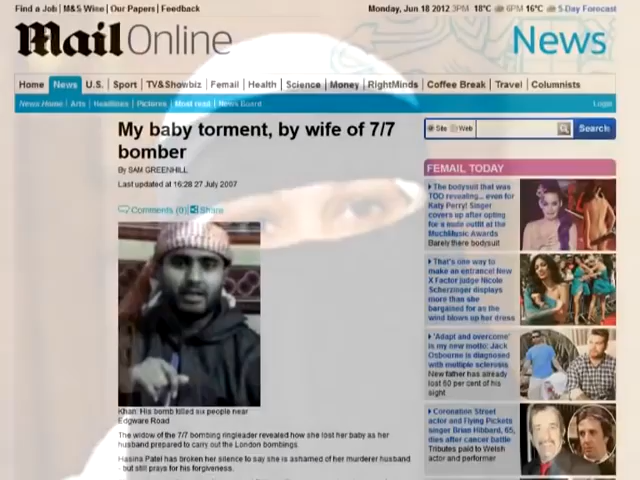 Find a Job | M&S Wine | Our Papers | Feedback
Monday, Jun 18 2012 3PM 18°C 6PM 16°C 5-Day Forecast
Mail Online
News
Home News U.S. Sport TV&Showbiz Femail Health Science Money RightMinds Coffee Break Travel Columnists
News Home Arts Headlines Pictures Most read News Board Login
My baby torment, by wife of 7/7
bomber
By SAM GREENHILL
Last updated at 16:28 27 July 2007
Comments (0) Share
Khan: His bomb killed six people near
Edgware Road
The widow of the 7/7 bombing ringleader revealed how she lost her baby as her
husband prepared to carry out the London bombings.
Hasina Patel has broken her silence to say she is ashamed of her murderer husband
- but still prays for his forgiveness.
Site Web Search
FEMAIL TODAY
The bodysuit that was
TOO revealing... even for
Katy Perry! Singer
covers up after opting
for a nude outfit at the
MuchMusic Awards
Barely there bodysuit
That's one way to
make an entrance! New
X Factor judge Nicole
Scherzinger displays
more than she
bargained for as the
wind blows up her dress
'Adapt and overcome'
is my new motto: Jack
Osbourne is diagnosed
with multiple sclerosis
New father has already
lost 60 per cent of his
sight
Coronation Street
actor and Flying Pickets
singer Brian Hibbard, 65,
dies after cancer battle
Tributes paid to Welsh
actor and performer